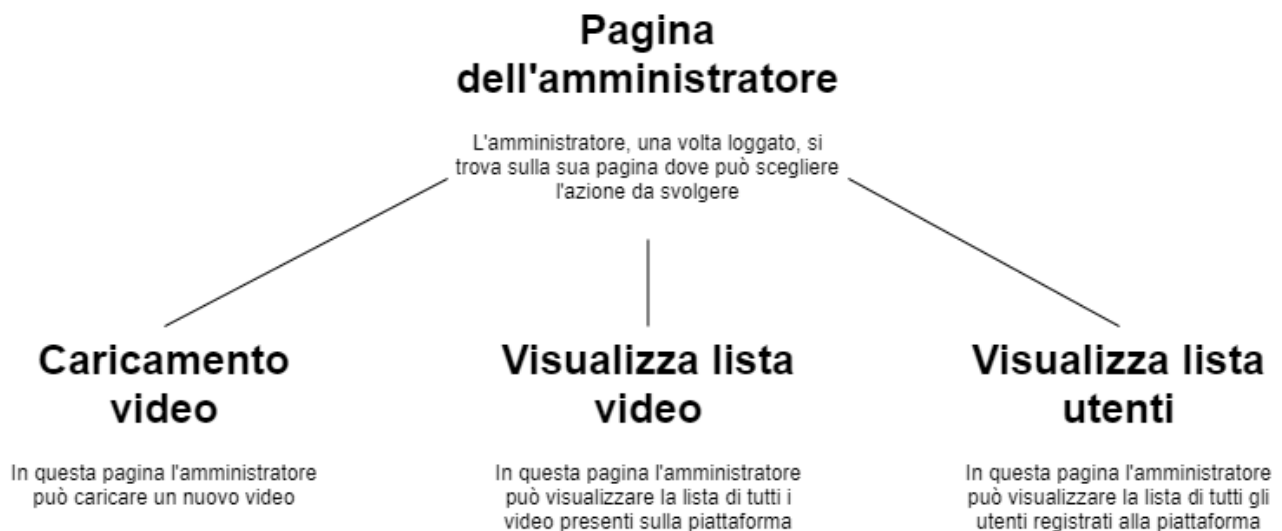 Pagina
dell'amministratore
L'amministratore, una volta loggato, si
trova sulla sua pagina dove può scegliere
l'azione da svolgere
Caricamento
video
In questa pagina l'amministratore
può caricare un nuovo video
Visualizza lista
video
In questa pagina l'amministratore
può visualizzare la lista di tutti i
video presenti sulla piattaforma
Visualizza lista
utenti
In questa pagina l'amministratore
può visualizzare la lista di tutti gli
utenti registrati alla piattaforma